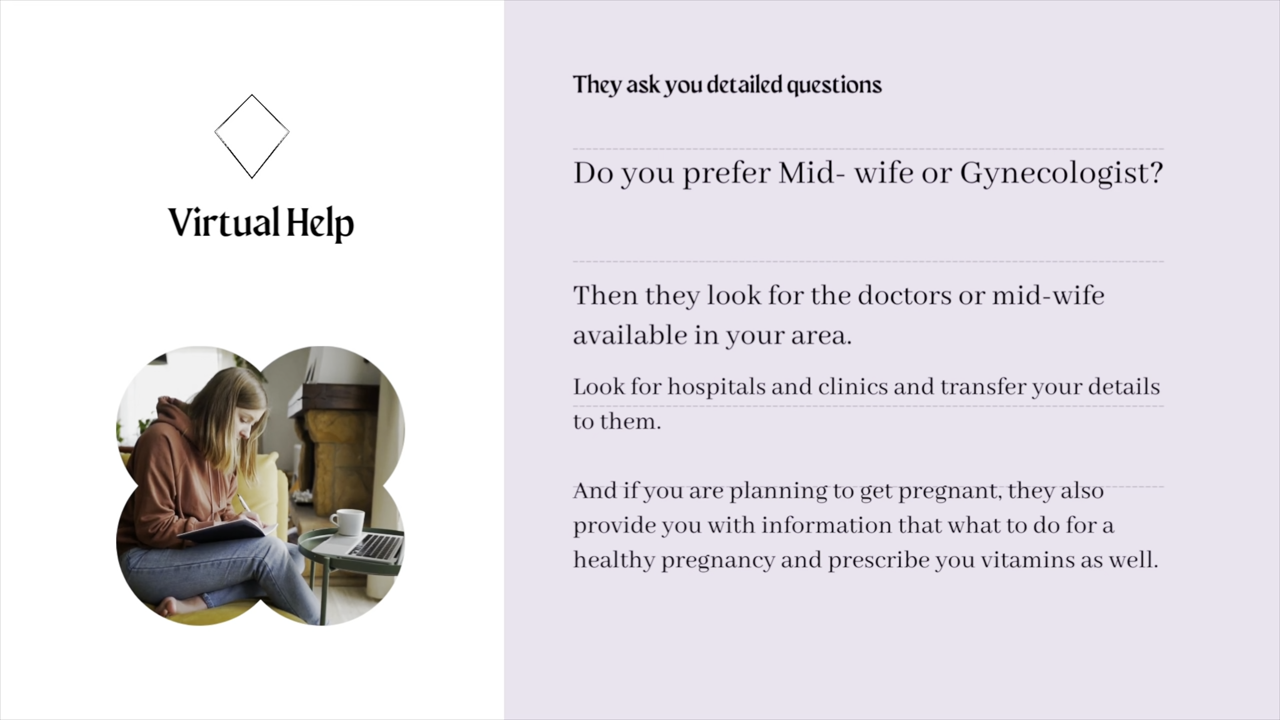 Virtual Help
They ask you detailed questions
Do you prefer Mid- wife or Gynecologist?
Then they look for the doctors or mid-wife
available in your area.
Look for hospitals and clinics and transfer your details
to them.
And if you are planning to get pregnant, they also
provide you with information that what to do for a
healthy pregnancy and prescribe you vitamins as well.